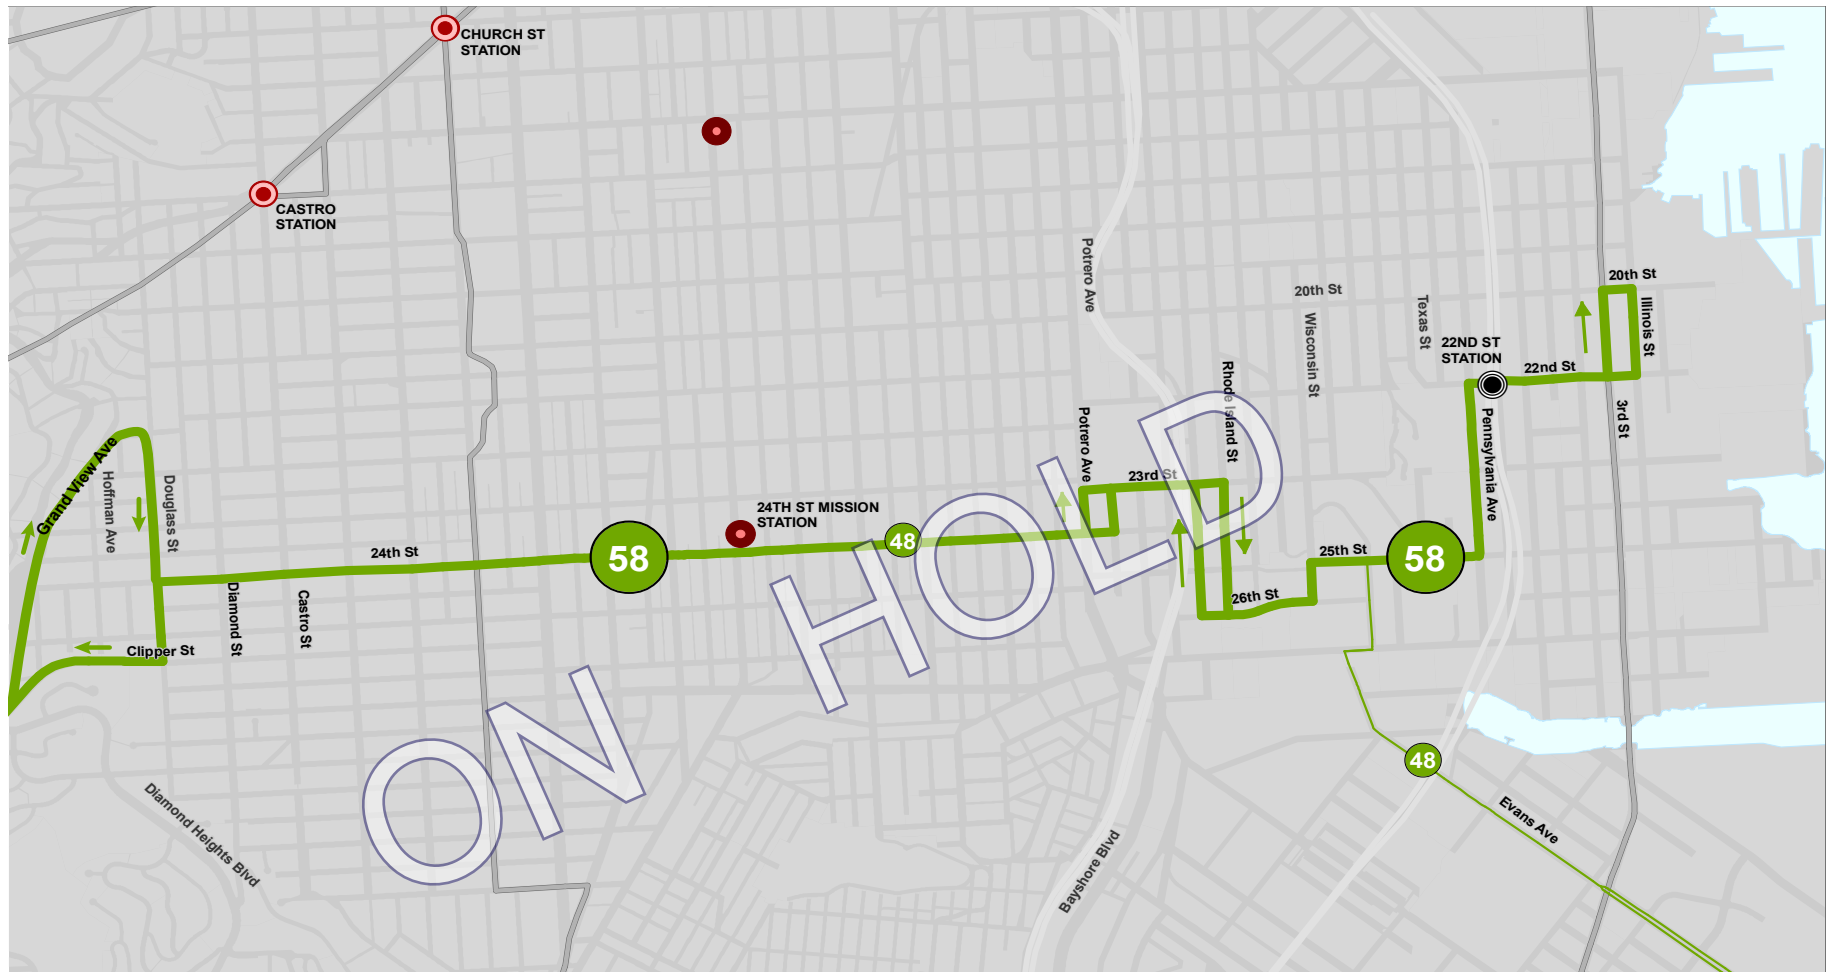 CHURCH ST
STATION
CASTRO
STATION
Potrero Ave
20th St
20th St
Illinois St
Wisconsin St
Texas St
22ND ST
STATION
22nd St
3rd St
Rhode Island St
Potrero Ave
Pennsylvania Ave
23rd St
Grand View Ave
Hoffman Ave
Douglass St
24TH ST MISSION
STATION
48
24th St
58
25th St
58
26th St
Diamond St
Castro St
Clipper St
ON HOLD
48
Evans Ave
Diamond Heights Blvd
Bayshore Blvd